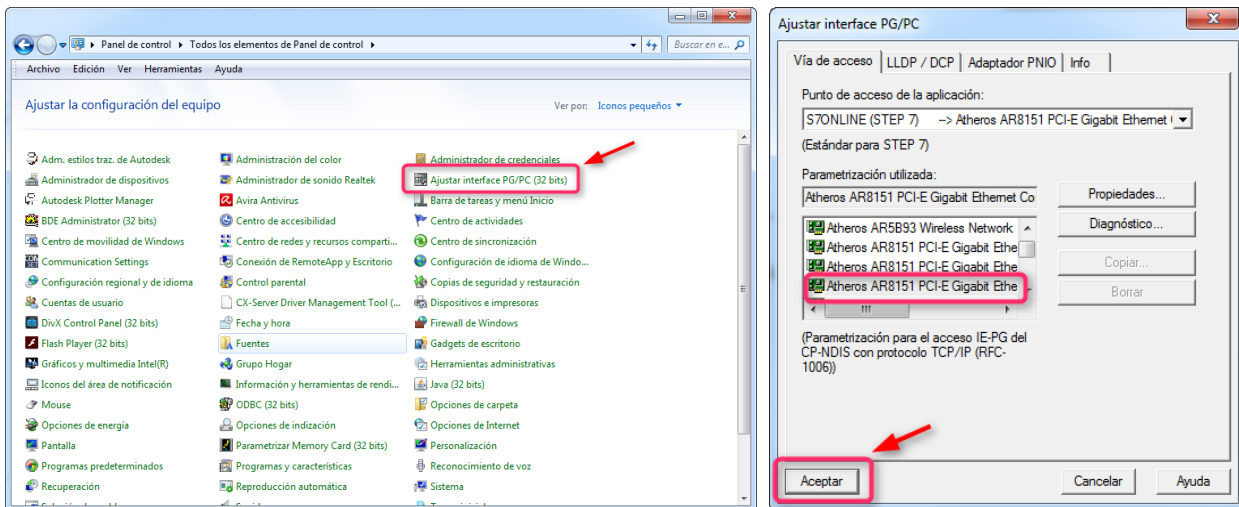 Panel de control
Todos los elementos de Panel de control
Buscar en e...
Archivo Edición Ver Herramientas Ayuda
Ajustar la configuración del equipo
Ver por: Iconos pequeños
Adm. estilos traz. de Autodesk
Administración del color
Administrador de credenciales
Administrador de dispositivos
Administrador de sonido Realtek
Ajustar interface PG/PC (32 bits)
Autodesk Plotter Manager
Avira Antivirus
Barra de tareas y menú Inicio
BDE Administrator (32 bits)
Centro de accesibilidad
Centro de actividades
Centro de movilidad de Windows
Centro de redes y recursos comparti...
Centro de sincronización
Communication Settings
Conexión de RemoteApp y Escritorio
Configuración de idioma de Windo...
Configuración regional y de idioma
Control parental
Copias de seguridad y restauración
Cuentas de usuario
CX-Server Driver Management Tool (...
Dispositivos e impresoras
DivX Control Panel (32 bits)
Fecha y hora
Firewall de Windows
Flash Player (32 bits)
Fuentes
Gadgets de escritorio
Gráficos y multimedia Intel(R)
Grupo Hogar
Herramientas administrativas
Iconos del área de notificación
Información y herramientas de rendi...
Java (32 bits)
Mouse
ODBC (32 bits)
Opciones de carpeta
Opciones de energía
Opciones de indización
Opciones de Internet
Pantalla
Parametrizar Memory Card (32 bits)
Personalización
Programas predeterminados
Programas y características
Reconocimiento de voz
Recuperación
Reproducción automática
Sistema
Ajustar interface PG/PC
Vía de acceso LLDP / DCP Adaptador PNIO Info
Punto de acceso de la aplicación:
S7ONLINE (STEP 7) --> Atheros AR8151 PCI-E Gigabit Ethernet (
(Estándar para STEP 7)
Parametrización utilizada:
Atheros AR8151 PCI-E Gigabit Ethernet Co
Propiedades...
Atheros AR5B93 Wireless Network
Diagnóstico...
Atheros AR8151 PCI-E Gigabit Ethe
Atheros AR8151 PCI-E Gigabit Ethe
Copiar...
Atheros AR8151 PCI-E Gigabit Ethe
Borrar
(Parametrización para el acceso IE-PG del
CP-NDIS con protocolo TCP/IP (RFC-
1006))
Aceptar Cancelar Ayuda